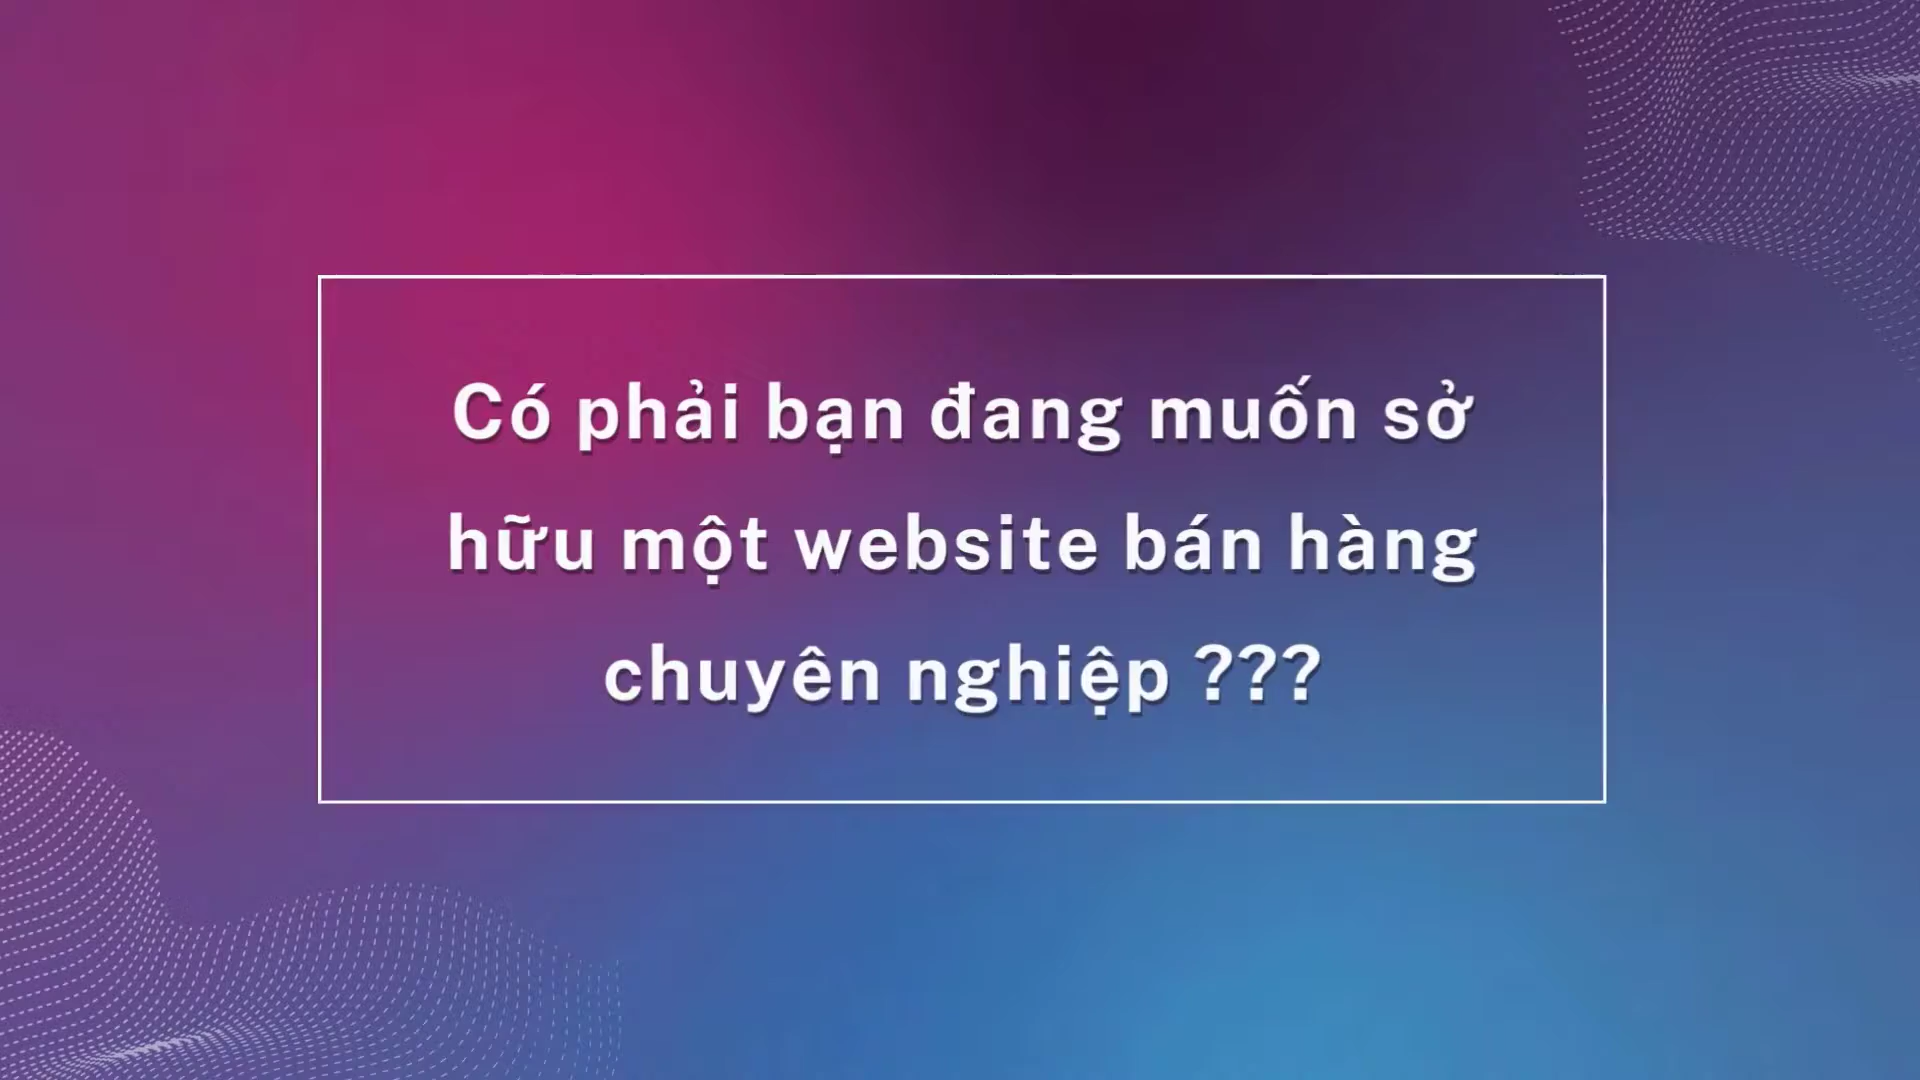 Có phải bạn đang muốn sở
hữu một website bán hàng
chuyên nghiệp ???